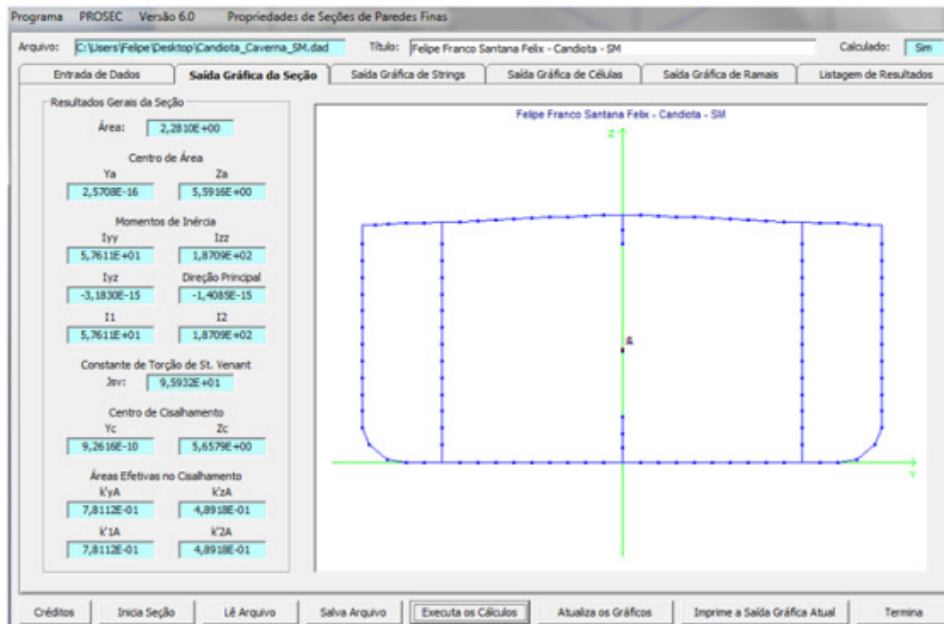 Programa PROSEC Versão 6.0 Propriedades de Seções de Paredes Finas
Arquivo: C:\Users\Felipe\Desktop\Candiota_Caverna_SM.dad Título: Felipe Franco Santana Felix - Candiota - SM Calculado: Sim
Entrada de Dados Saída Gráfica da Seção Saída Gráfica de Strings Saída Gráfica de Células Saída Gráfica de Ramais Listagem de Resultados
Resultados Gerais da Seção
Área: 2,2810E+00
Centro de Área
Ya Za
2,5708E-16 5,5916E+00
Momentos de Inércia
Iyy Izz
5,7611E+01 1,8709E+02
Iyz Direção Principal
-3,1830E-15 -1,4085E-15
I1 I2
5,7611E+01 1,8709E+02
Constante de Torção de St. Venant
Jsv: 9,5932E+01
Centro de Cisalhamento
Yc Zc
9,2616E-10 5,6579E+00
Áreas Efetivas no Cisalhamento
k'yA k'zA
7,8112E-01 4,8918E-01
k'1A k'2A
7,8112E-01 4,8918E-01
Felipe Franco Santana Felix - Candiota - SM
Z
Y
Créditos Inicia Seção Lê Arquivo Salva Arquivo Executa os Cálculos Atualiza os Gráficos Imprime a Saída Gráfica Atual Termina